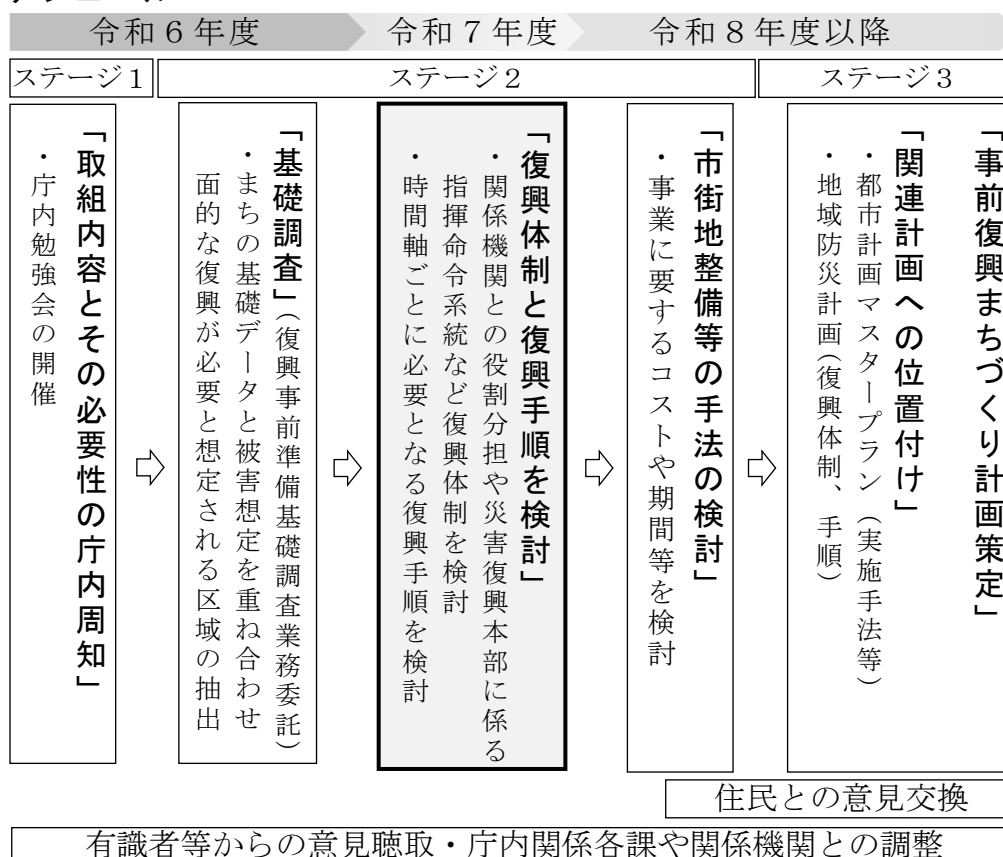 令和６年度
令和７年度
令和８年度以降
ステージ１
ステージ２
ステージ３
「取組内容とその必要性の庁内周知」
・庁内勉強会の開催
「基礎調査」（復興事前準備基礎調査業務委託）
・まちの基礎データと被害想定を重ね合わせ
面的な復興が必要と想定される区域の抽出
「復興体制と復興手順を検討」
・関係機関との役割分担や災害復興本部に係る
指揮命令系統など復興体制を検討
・時間軸ごとに必要となる復興手順を検討
「市街地整備等の手法の検討」
・事業に要するコストや期間等を検討
「事前復興まちづくり計画策定」
「関連計画への位置付け」
・都市計画マスタープラン（実施手法等）
・地域防災計画（復興体制、手順）
住民との意見交換
有識者等からの意見聴取・庁内関係各課や関係機関との調整